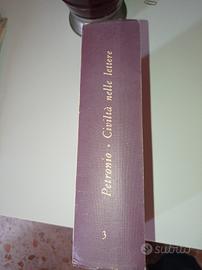 Petronio • Civiltà nelle lettere
3
subito